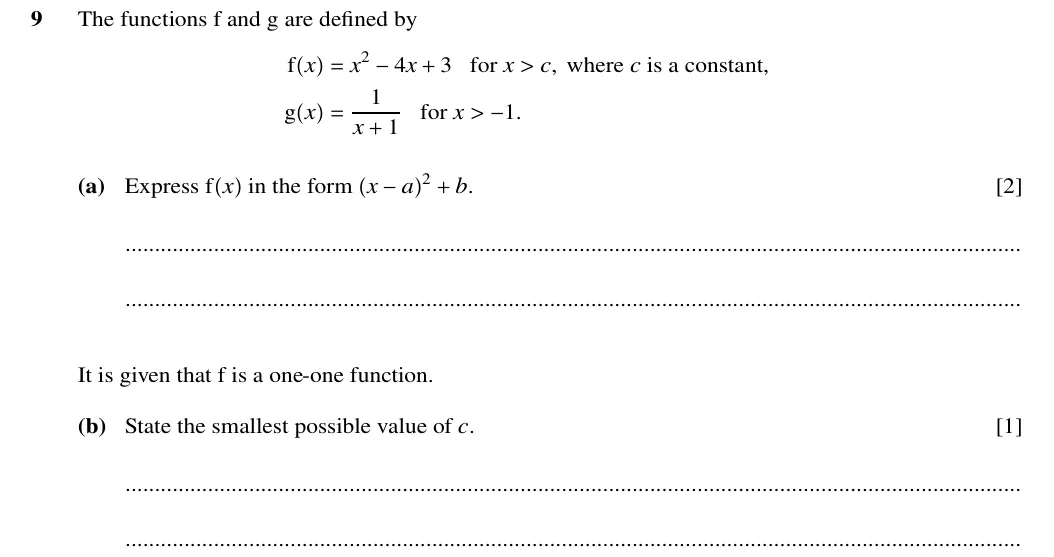 9 The functions f and g are defined by
f(x) = x² − 4x + 3 for x > c, where c is a constant,
g(x) = 1/(x + 1) for x > −1.
(a) Express f(x) in the form (x − a)² + b. [2]
It is given that f is a one-one function.
(b) State the smallest possible value of c. [1]